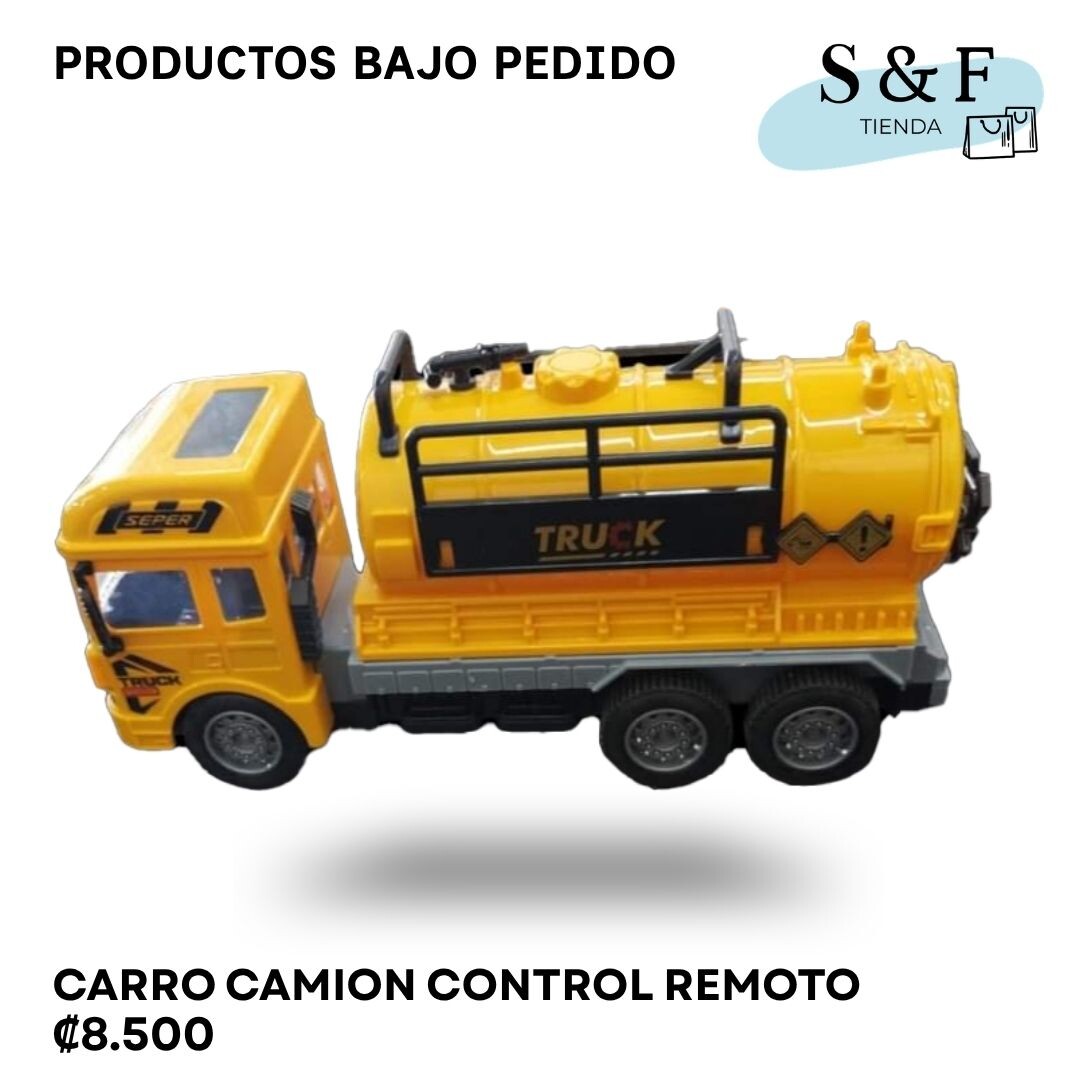 PRODUCTOS BAJO PEDIDO
S & F
TIENDA
SEPER
TRUCK
TRUCK
CARRO CAMION CONTROL REMOTO
₡8.500